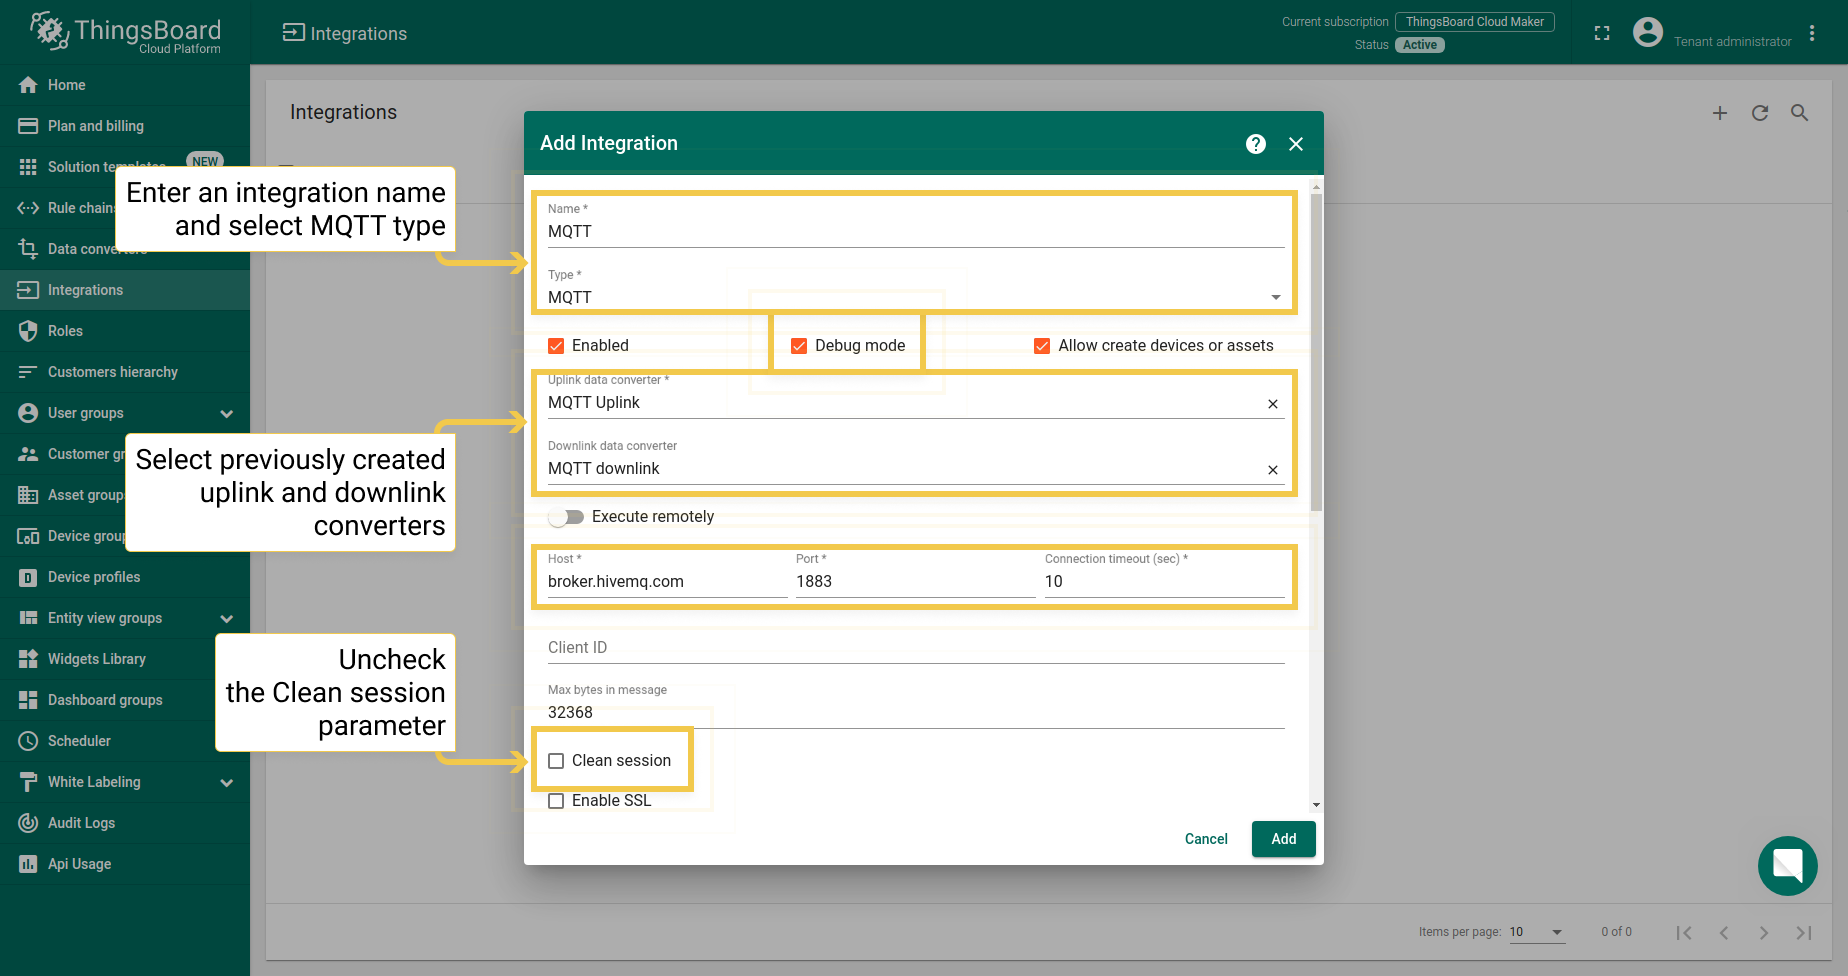 ThingsBoard
Cloud Platform
Integrations
Current subscription ThingsBoard Cloud Maker
Status Active
Tenant administrator
Home
Plan and billing
Solution templates NEW
Rule chains
Data converters
Integrations
Roles
Customers hierarchy
User groups
Customer gr
Asset groups
Device group
Device profiles
Entity view groups
Widgets Library
Dashboard groups
Scheduler
White Labeling
Audit Logs
Api Usage
Integrations
Enter an integration name
and select MQTT type
Select previously created
uplink and downlink
converters
Uncheck
the Clean session
parameter
Add Integration
Name *
MQTT
Type *
MQTT
Enabled Debug mode Allow create devices or assets
Uplink data converter *
MQTT Uplink
Downlink data converter
MQTT downlink
Execute remotely
Host * Port * Connection timeout (sec) *
broker.hivemq.com 1883 10
Client ID
Max bytes in message
32368
Clean session
Enable SSL
Cancel Add
Items per page: 10 0 of 0